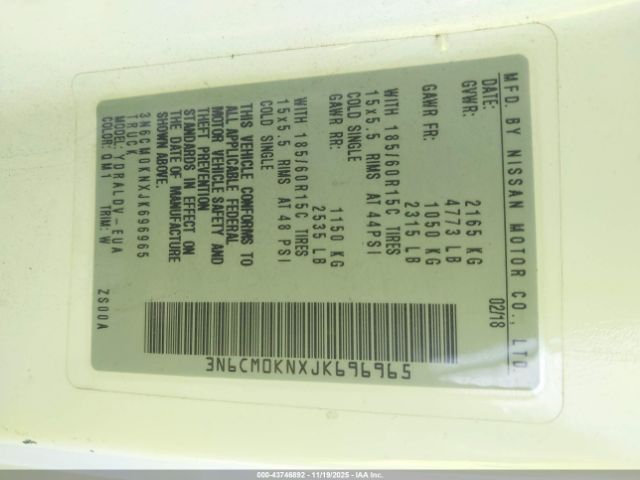 MFD. BY NISSAN MOTOR CO., LTD.
DATE: 02/18
GVWR: 2165 KG
4773 LB
GAWR FR: 1050 KG
2315 LB
WITH 185/60R15C TIRES
15x5.5 RIMS AT 44PSI
COLD SINGLE
GAWR RR: 1150 KG
2535 LB
WITH 185/60R15C TIRES
15x5.5 RIMS AT 48 PSI
COLD SINGLE
THIS VEHICLE CONFORMS TO
ALL APPLICABLE FEDERAL
MOTOR VEHICLE SAFETY AND
THEFT PREVENTION
STANDARDS IN EFFECT ON
THE DATE OF MANUFACTURE
SHOWN ABOVE.
3N6CM0KNXJK696965
TRUCK
MODEL: YDRALDV-EUA
COLOR: QM1 TRIM: W
ZS00A
3N6CM0KNXJK696965
000-43746892 - 11/19/2025 - IAA, Inc.